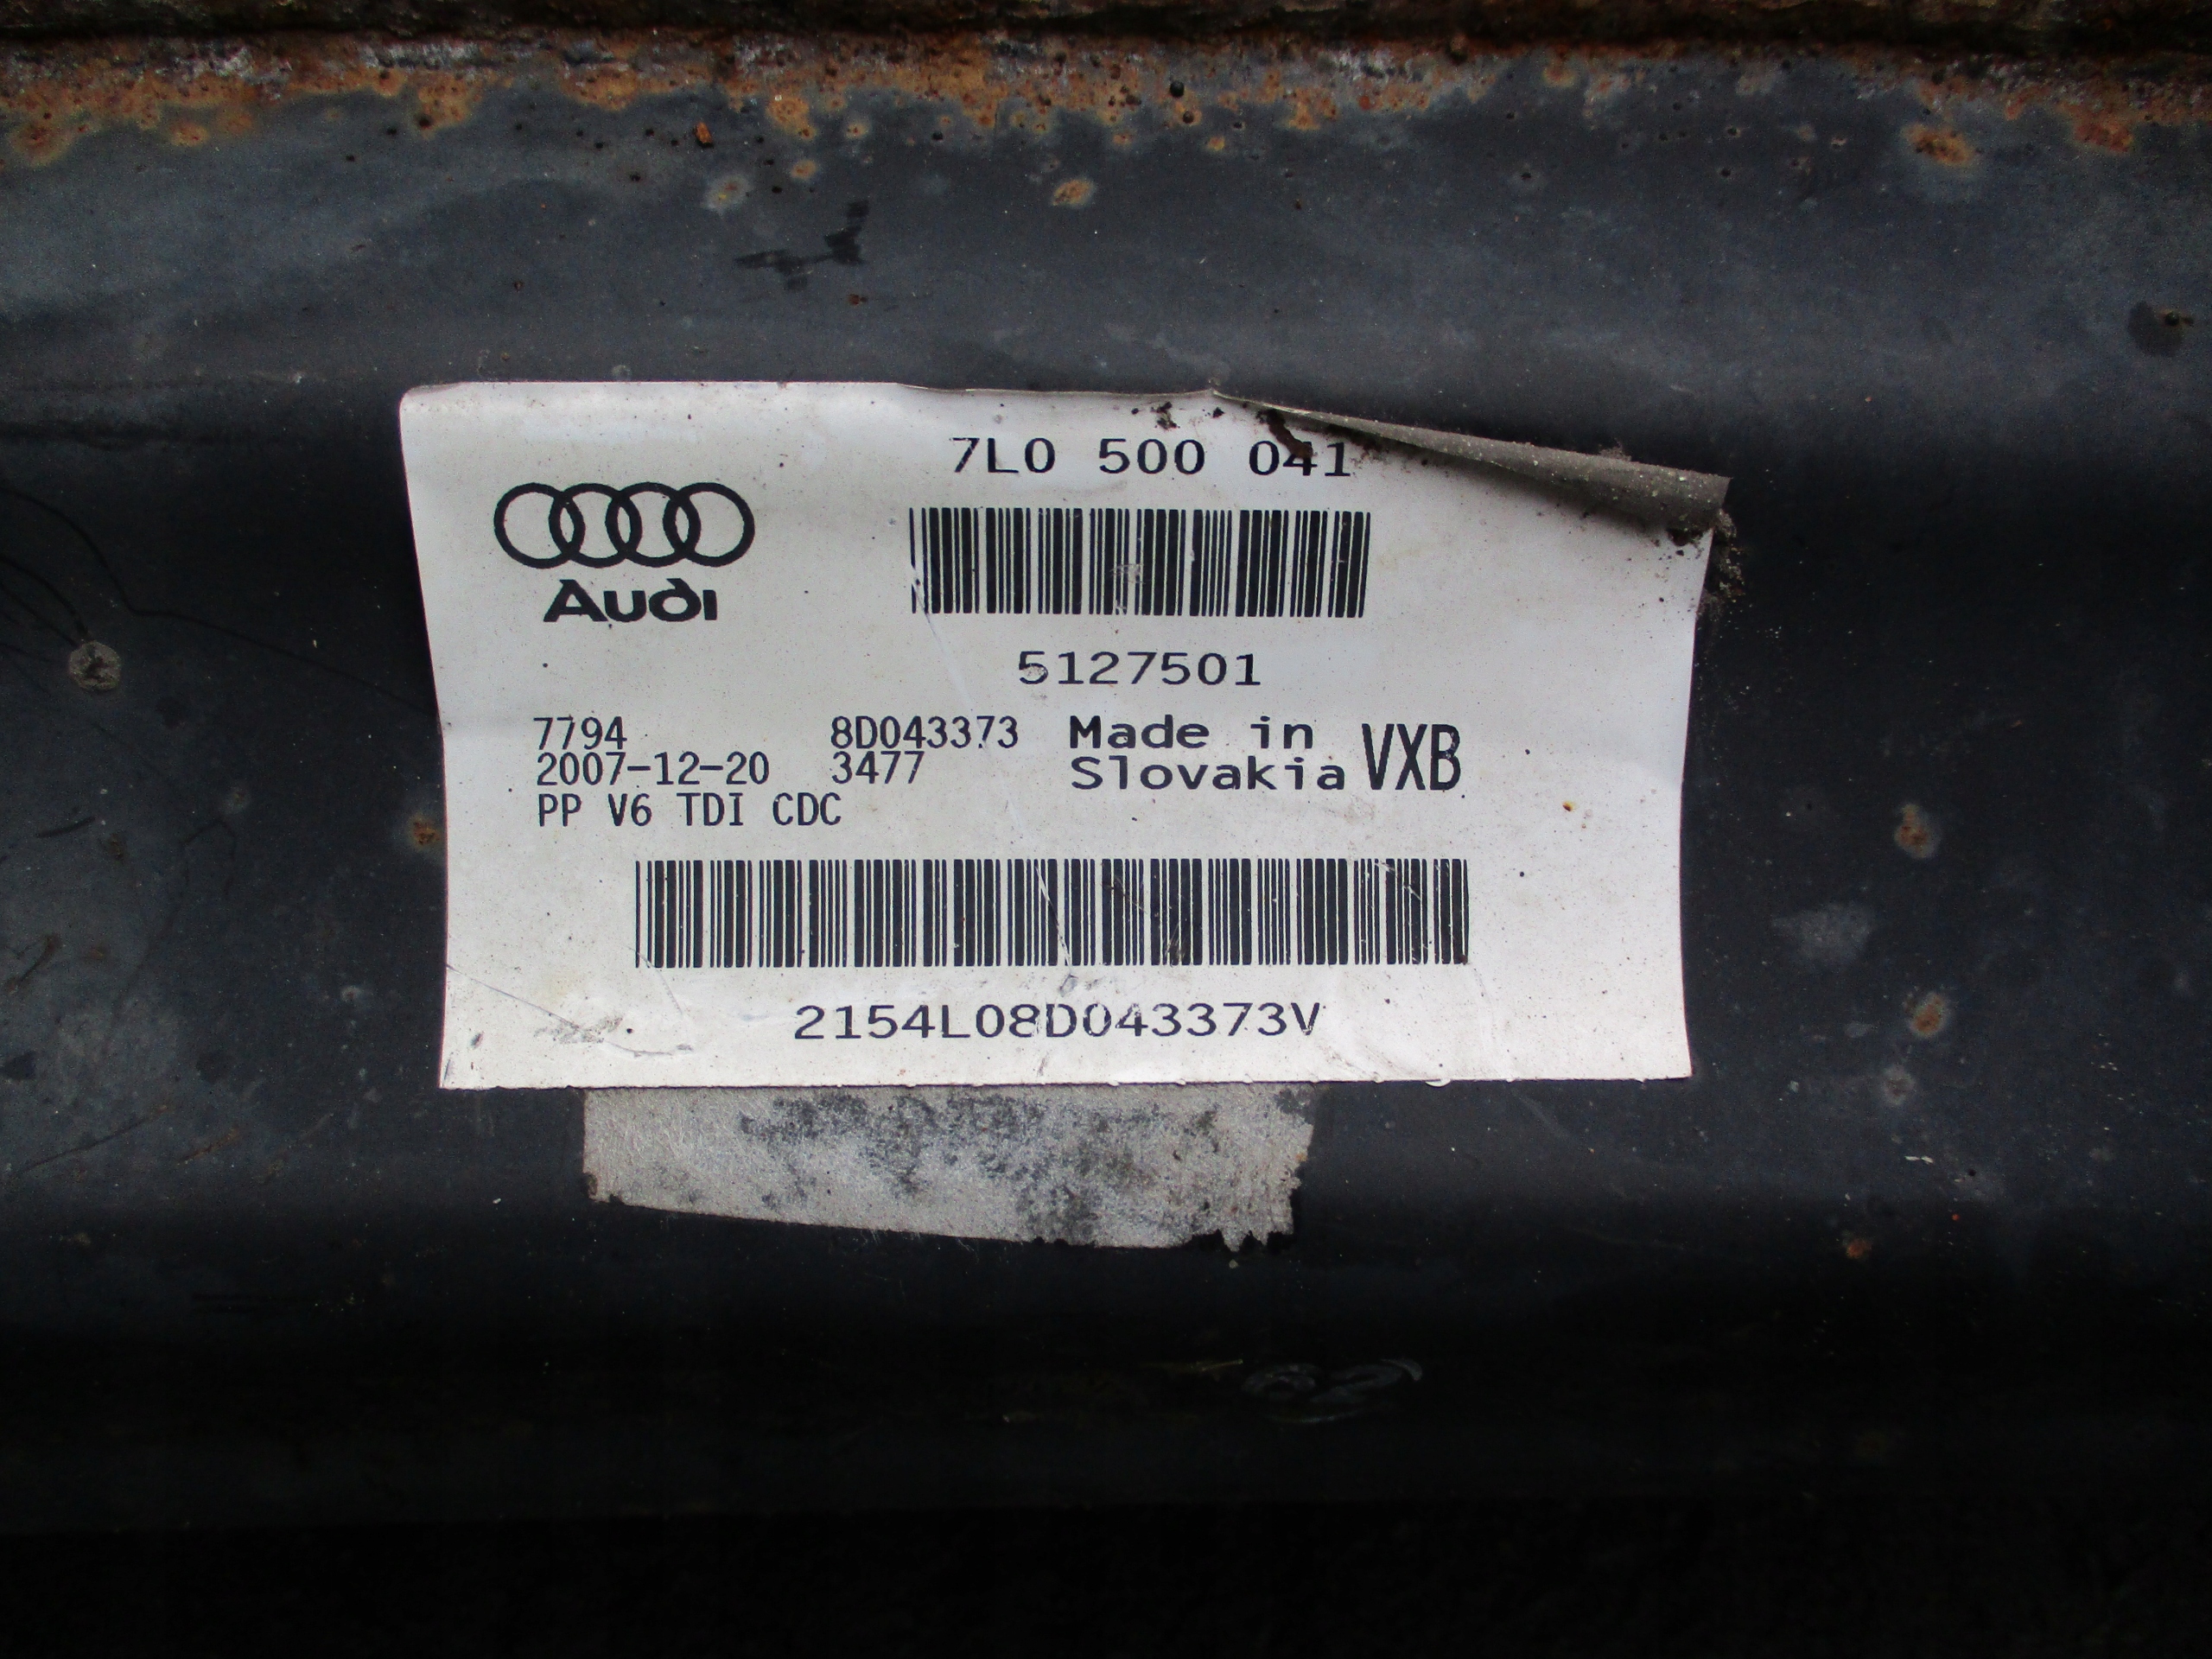 7L0 500 041
Audi
5127501
7794 8D043373 Made in VXB
2007-12-20 3477 Slovakia
PP V6 TDI CDC
2154L08D043373V